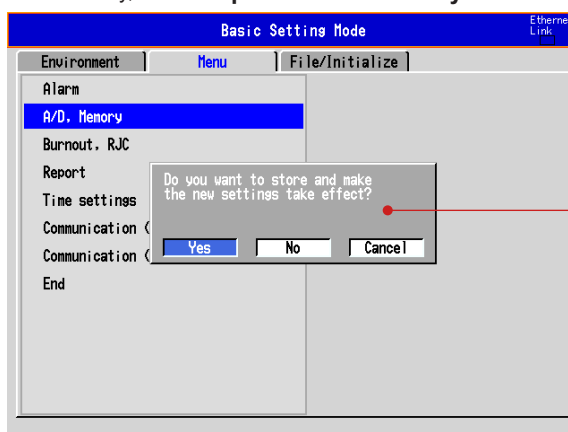 Basic Setting Mode
Etherne
Link
Environment
Menu
File/Initialize
Alarm
A/D, Memory
Burnout, RJC
Report
Time settings
Communication (
Communication (
End
Do you want to store and make
the new settings take effect?
Yes
No
Cancel